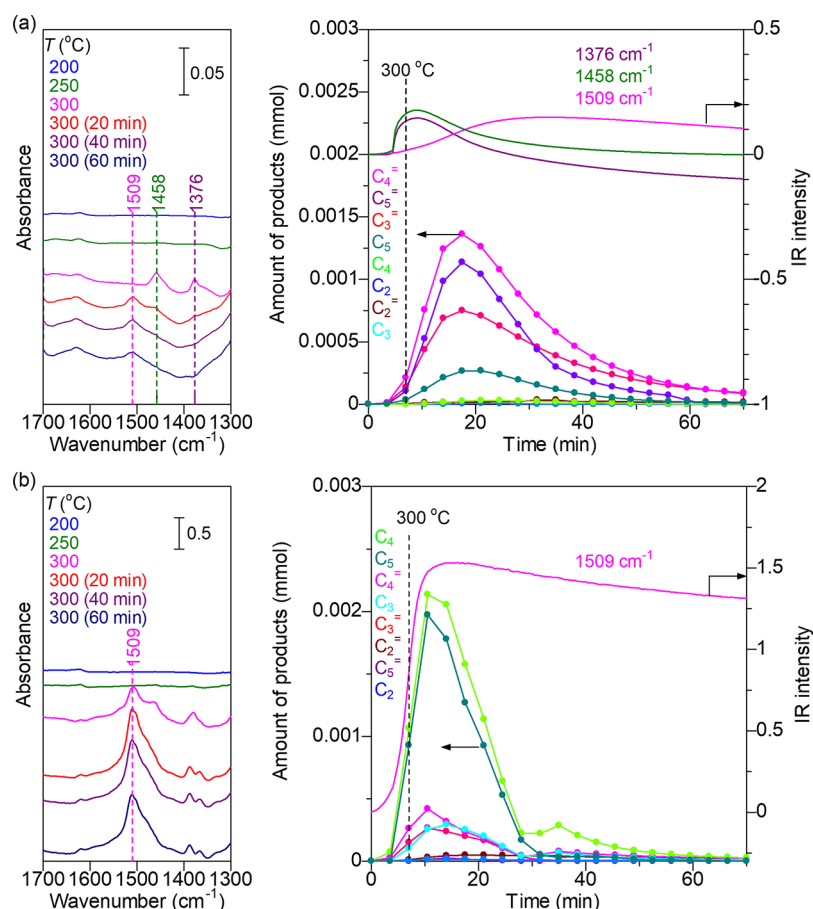 (a)
T (°C)
200
250
300
300 (20 min)
300 (40 min)
300 (60 min)
0.05
1509
1458
1376
Absorbance
1700 1600 1500 1400 1300
Wavenumber (cm⁻¹)
0.003
0.0025
0.002
0.0015
0.001
0.0005
0
Amount of products (mmol)
300 °C
1376 cm⁻¹
1458 cm⁻¹
1509 cm⁻¹
C₄⁼
C₅⁼
C₃⁼
C₅
C₄
C₂
C₂⁼
C₃
0 20 40 60
Time (min)
0.5
0
-0.5
-1
IR intensity
(b)
T (°C)
200
250
300
300 (20 min)
300 (40 min)
300 (60 min)
0.5
1509
Absorbance
1700 1600 1500 1400 1300
Wavenumber (cm⁻¹)
0.003
0.002
0.001
0
Amount of products (mmol)
300 °C
1509 cm⁻¹
C₄
C₅
C₄⁼
C₃
C₃⁼
C₂⁼
C₅⁼
C₂
0 20 40 60
Time (min)
2
1.5
1
0.5
0
IR intensity